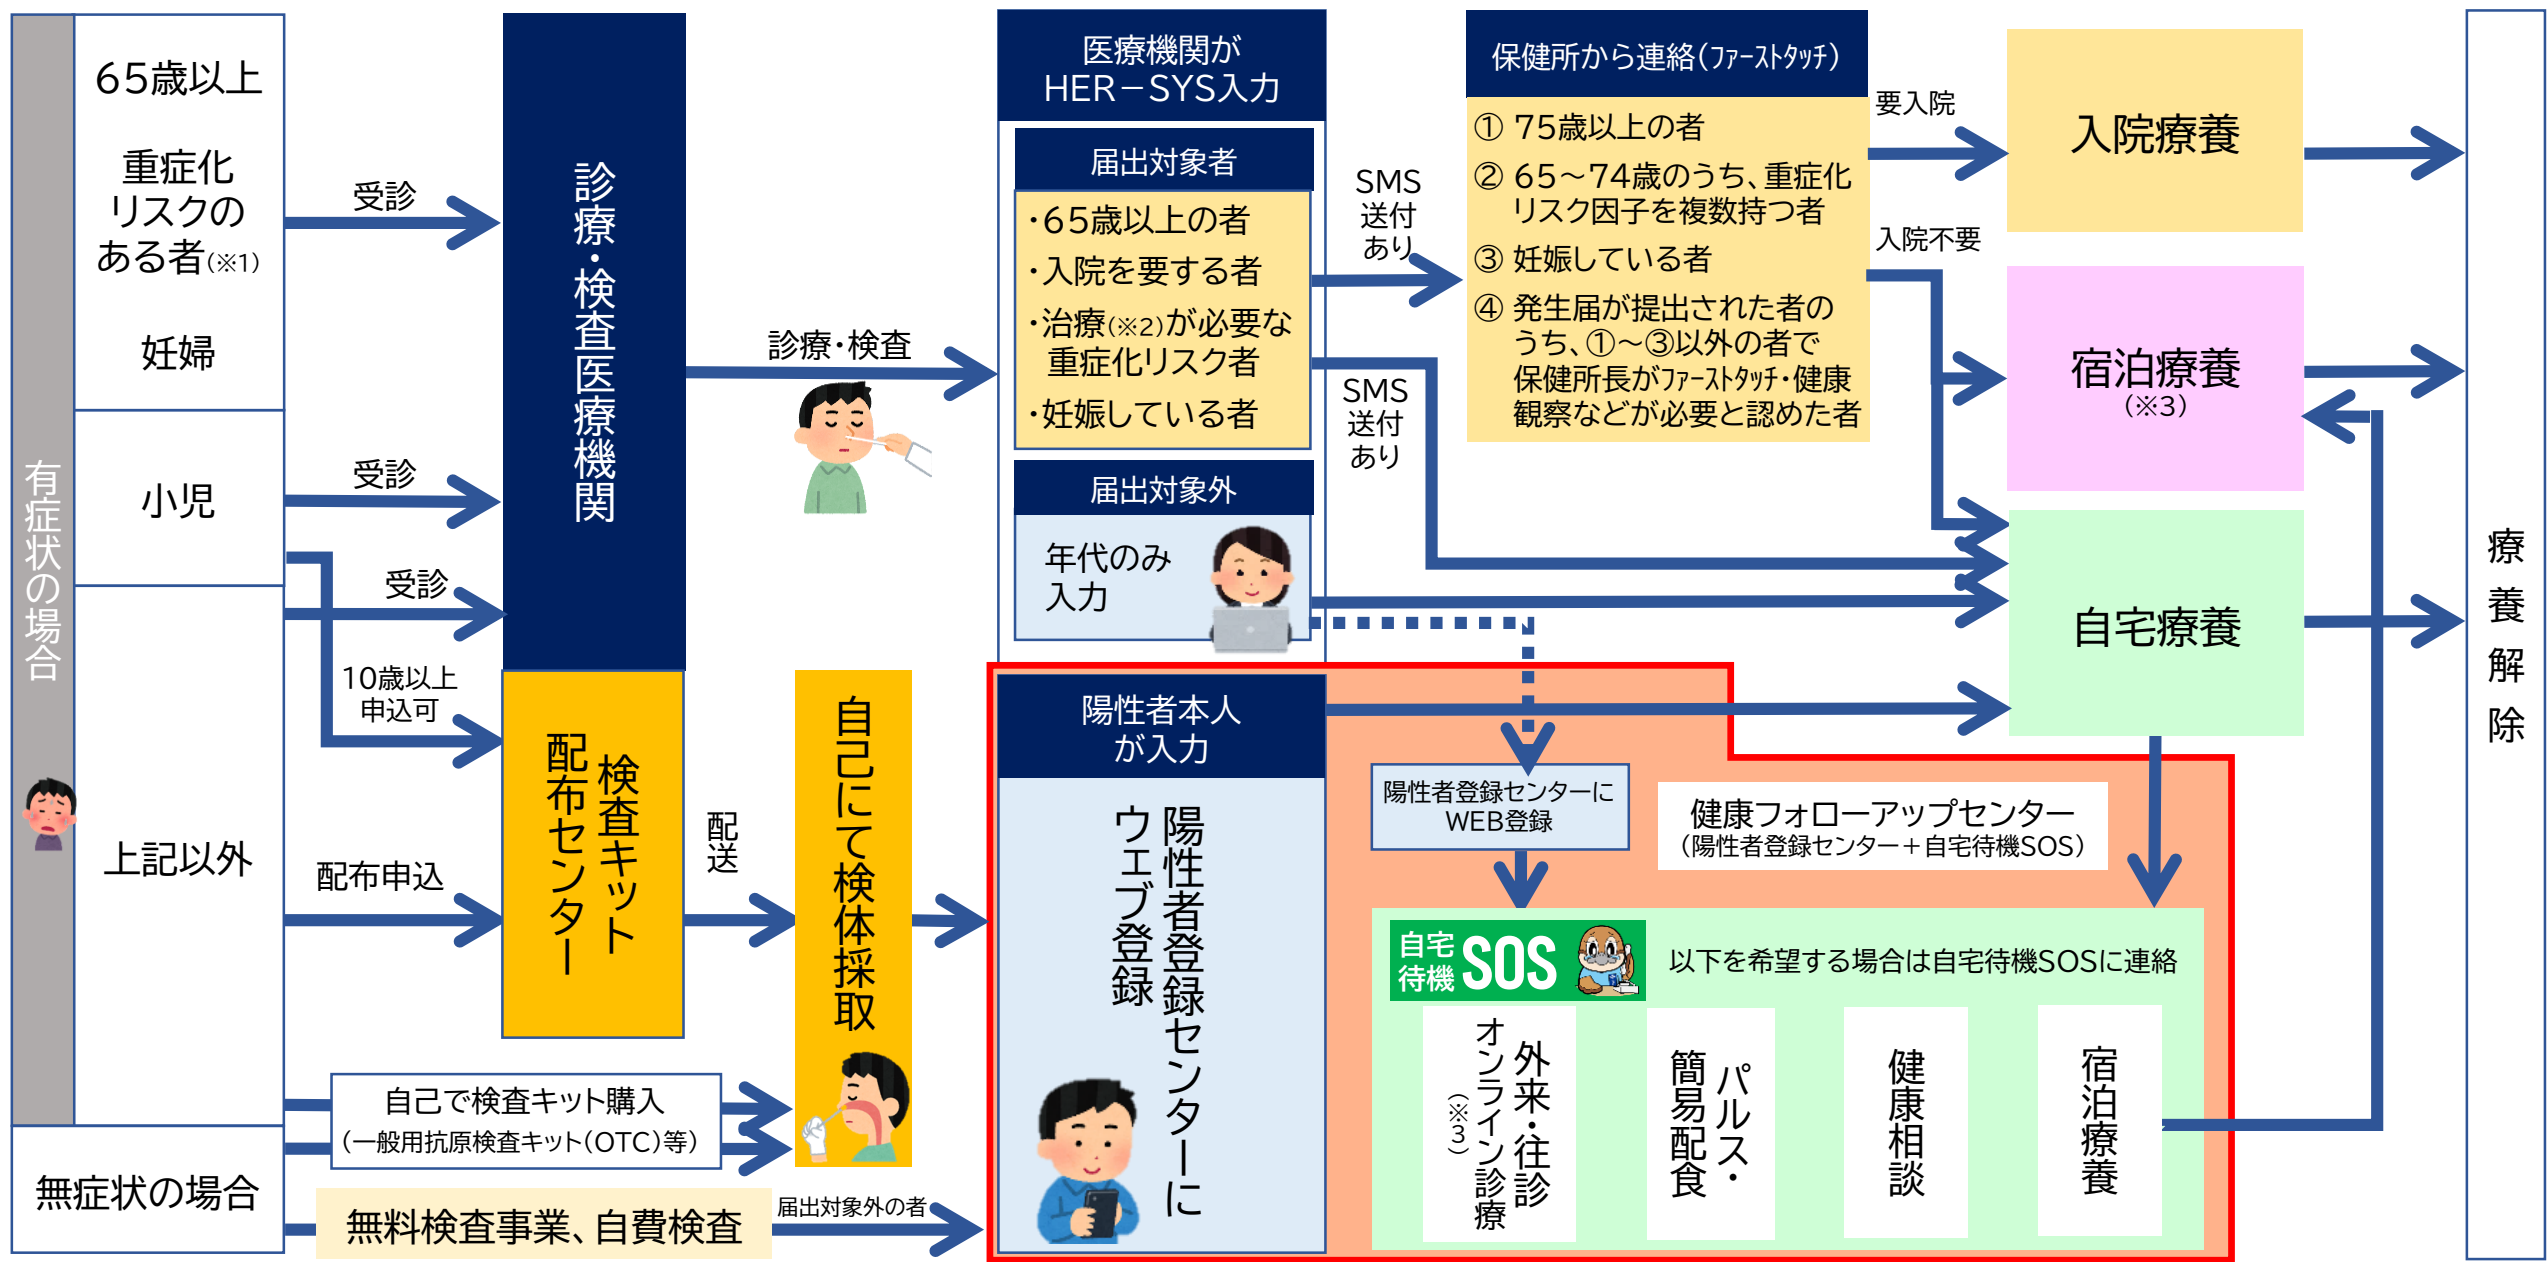 有症状の場合
65歳以上
重症化
リスクの
ある者(※1)
妊婦
小児
上記以外
無症状の場合
受診
受診
受診
10歳以上
申込可
配布申込
自己で検査キット購入
(一般用抗原検査キット(OTC)等)
無料検査事業、自費検査
届出対象外の者
診療・検査医療機関
検査キット
配布センター
配送
自己にて検体採取
診療・検査
医療機関が
HER－SYS入力
届出対象者
・65歳以上の者
・入院を要する者
・治療(※2)が必要な
重症化リスク者
・妊娠している者
届出対象外
年代のみ
入力
陽性者本人
が入力
陽性者登録センターに
ウェブ登録
SMS
送付
あり
SMS
送付
あり
保健所から連絡(ﾌｧｰｽﾄﾀｯﾁ)
① 75歳以上の者
② 65～74歳のうち、重症化
リスク因子を複数持つ者
③ 妊娠している者
④ 発生届が提出された者の
うち、①～③以外の者で
保健所長がﾌｧｰｽﾄﾀｯﾁ・健康
観察などが必要と認めた者
要入院
入院不要
入院療養
宿泊療養
(※3)
自宅療養
陽性者登録センターに
WEB登録
健康フォローアップセンター
(陽性者登録センター＋自宅待機SOS)
自宅
待機
SOS
以下を希望する場合は自宅待機SOSに連絡
外来・往診
オンライン診療
(※3)
パルス・
簡易配食
健康相談
宿泊療養
療養解除